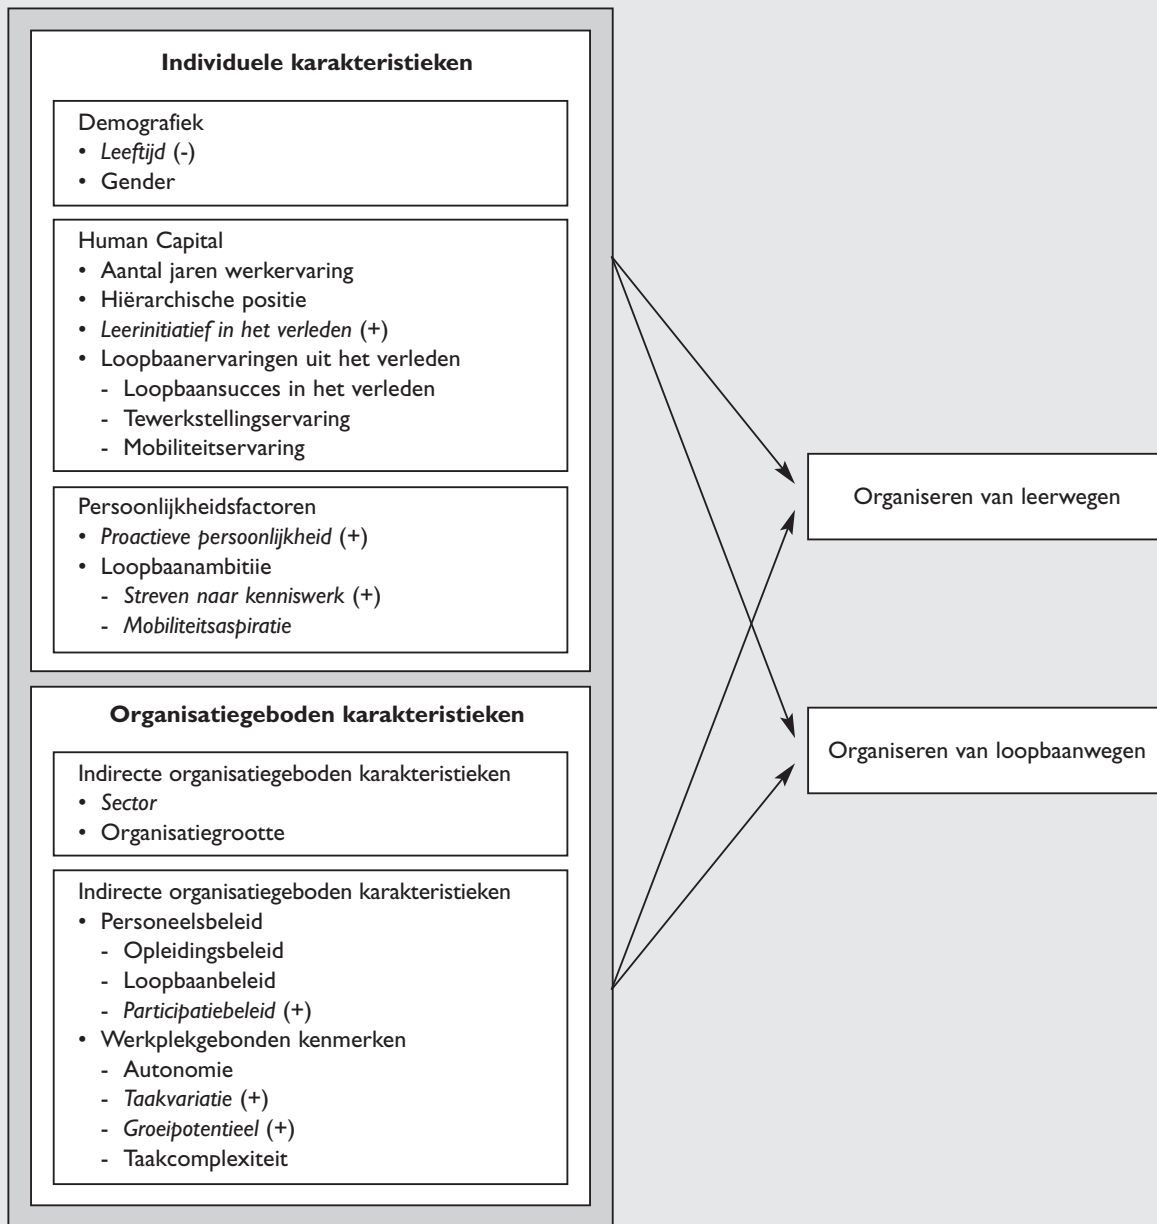 Individuele karakteristieken
Demografiek
• Leeftijd (-)
• Gender
Human Capital
• Aantal jaren werkervaring
• Hiërarchische positie
• Leerinitiatief in het verleden (+)
• Loopbaanervaringen uit het verleden
- Loopbaansucces in het verleden
- Tewerkstellingservaring
- Mobiliteitservaring
Persoonlijkheidsfactoren
• Proactieve persoonlijkheid (+)
• Loopbaanambitiie
- Streven naar kenniswerk (+)
- Mobiliteitsaspiratie
Organisatiegeboden karakteristieken
Indirecte organisatiegeboden karakteristieken
• Sector
• Organisatiegrootte
Indirecte organisatiegeboden karakteristieken
• Personeelsbeleid
- Opleidingsbeleid
- Loopbaanbeleid
- Participatiebeleid (+)
• Werkplekgebonden kenmerken
- Autonomie
- Taakvariatie (+)
- Groeipotentieel (+)
- Taakcomplexiteit
Organiseren van leerwegen
Organiseren van loopbaanwegen